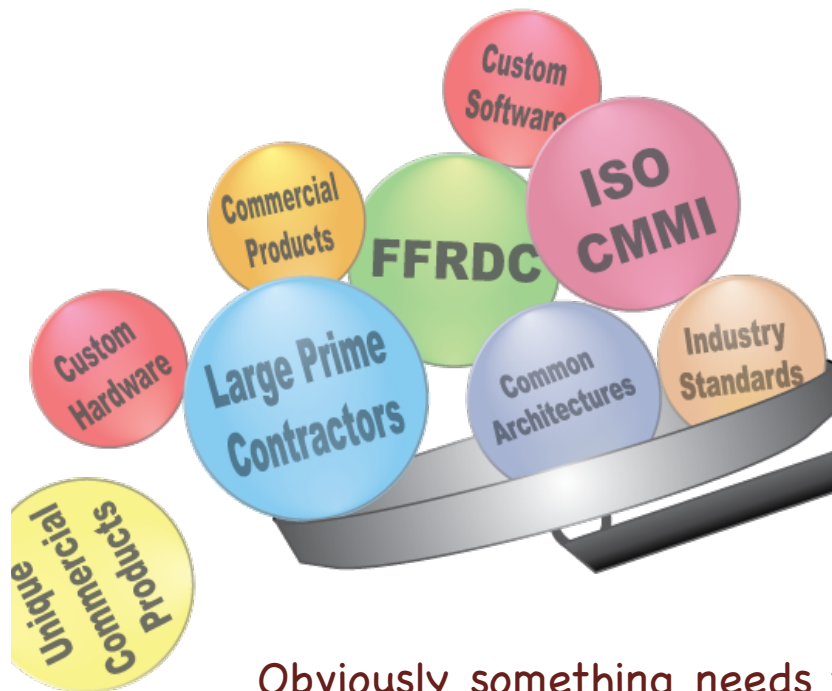 Custom
Software
ISO
CMMI
Commercial
Products
FFRDC
Custom
Hardware
Large Prime
Contractors
Common
Architectures
Industry
Standards
Unique
Commercial
Products
Obviously something needs